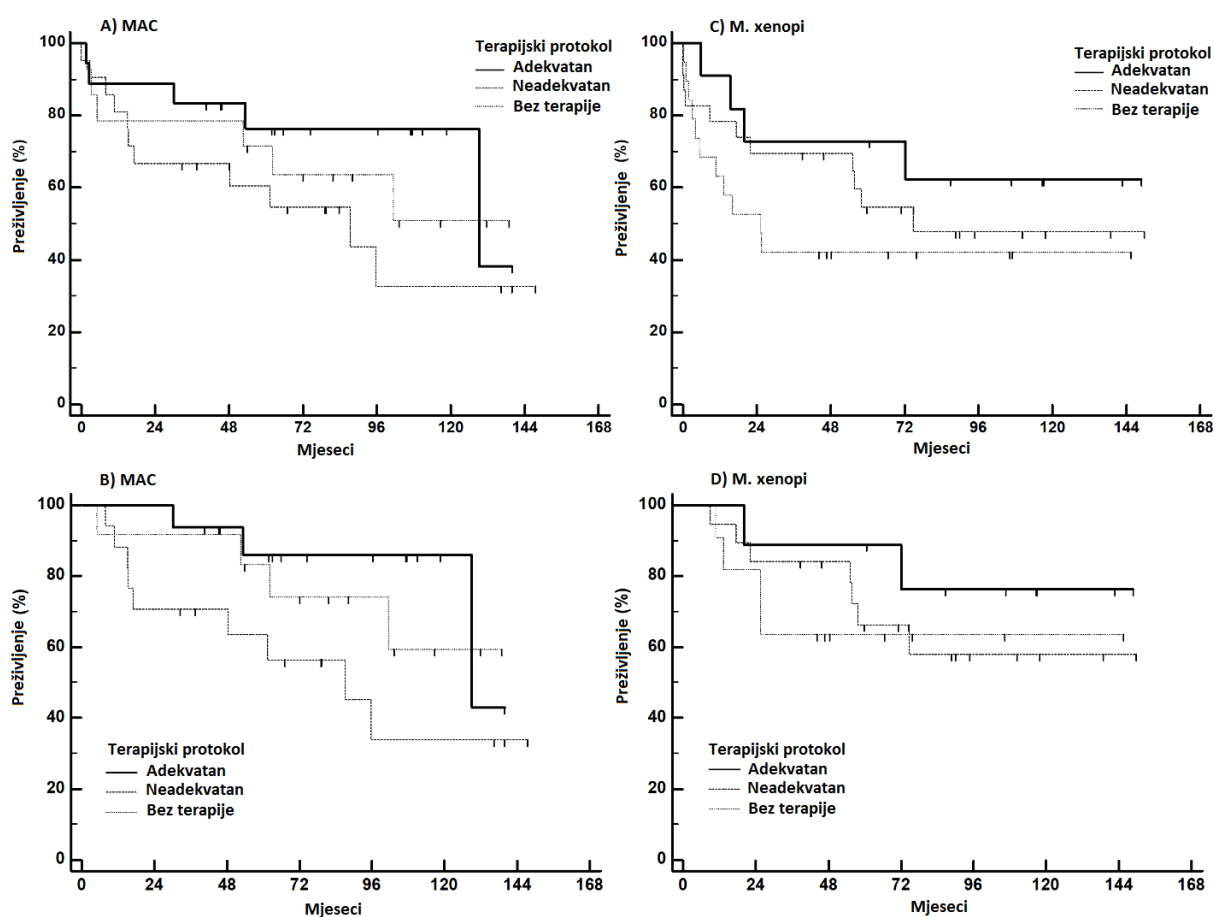 A) MAC
Terapijski protokol
Adekvatan
Neadekvatan
Bez terapije
Preživljenje (%)
100
80
60
40
20
0
0 24 48 72 96 120 144 168
Mjeseci
C) M. xenopi
Terapijski protokol
Adekvatan
Neadekvatan
Bez terapije
Preživljenje (%)
100
80
60
40
20
0
0 24 48 72 96 120 144 168
Mjeseci
B) MAC
Preživljenje (%)
100
80
60
40
20
0
Terapijski protokol
Adekvatan
Neadekvatan
Bez terapije
0 24 48 72 96 120 144 168
Mjeseci
D) M. xenopi
Preživljenje (%)
100
80
60
40
20
0
Terapijski protokol
Adekvatan
Neadekvatan
Bez terapije
0 24 48 72 96 120 144 168
Mjeseci